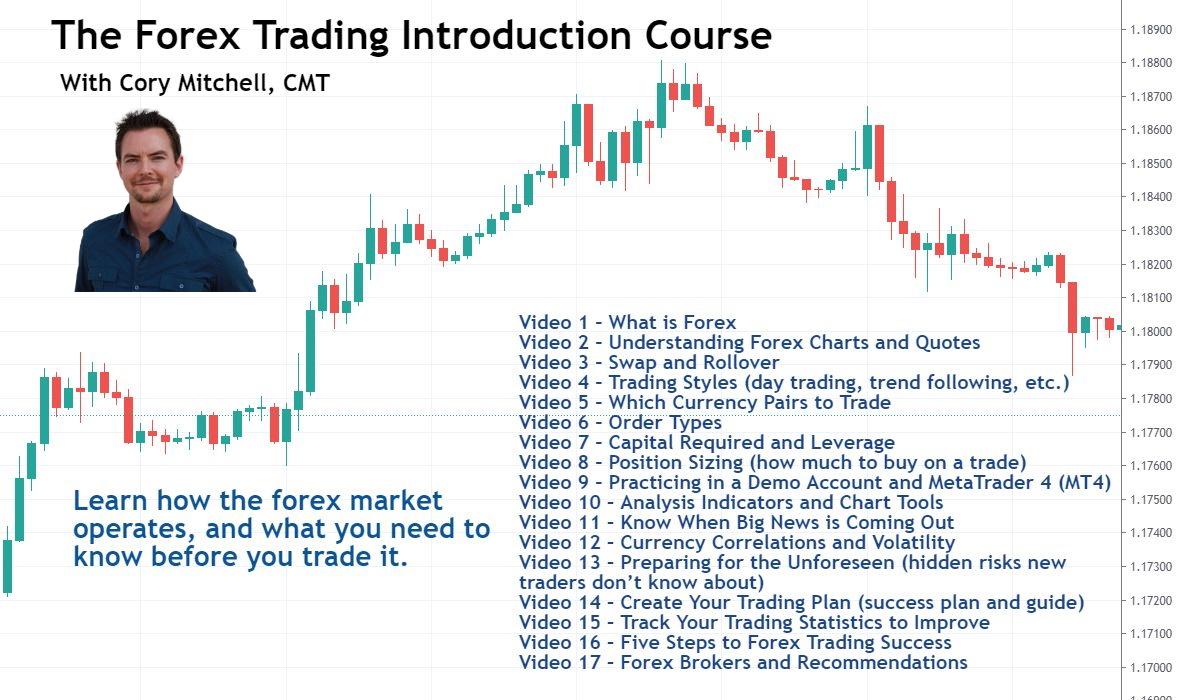 The Forex Trading Introduction Course
With Cory Mitchell, CMT
Learn how the forex market
operates, and what you need to
know before you trade it.
Video 1 - What is Forex
Video 2 - Understanding Forex Charts and Quotes
Video 3 - Swap and Rollover
Video 4 - Trading Styles (day trading, trend following, etc.)
Video 5 - Which Currency Pairs to Trade
Video 6 - Order Types
Video 7 - Capital Required and Leverage
Video 8 - Position Sizing (how much to buy on a trade)
Video 9 - Practicing in a Demo Account and MetaTrader 4 (MT4)
Video 10 - Analysis Indicators and Chart Tools
Video 11 - Know When Big News is Coming Out
Video 12 - Currency Correlations and Volatility
Video 13 - Preparing for the Unforeseen (hidden risks new
traders don't know about)
Video 14 - Create Your Trading Plan (success plan and guide)
Video 15 - Track Your Trading Statistics to Improve
Video 16 - Five Steps to Forex Trading Success
Video 17 - Forex Brokers and Recommendations
1.18900
1.18800
1.18700
1.18600
1.18500
1.18400
1.18300
1.18200
1.18100
1.18000
1.17900
1.17800
1.17700
1.17600
1.17500
1.17400
1.17300
1.17200
1.17100
1.17000